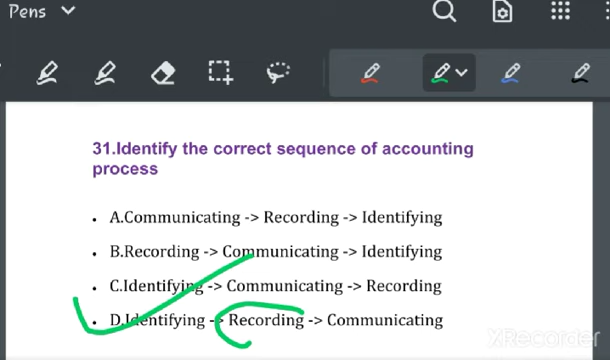 Pens
31.Identify the correct sequence of accounting
process
• A.Communicating -> Recording -> Identifying
• B.Recording -> Communicating -> Identifying
• C.Identifying -> Communicating -> Recording
• D.Identifying -> Recording -> Communicating
XRecorder